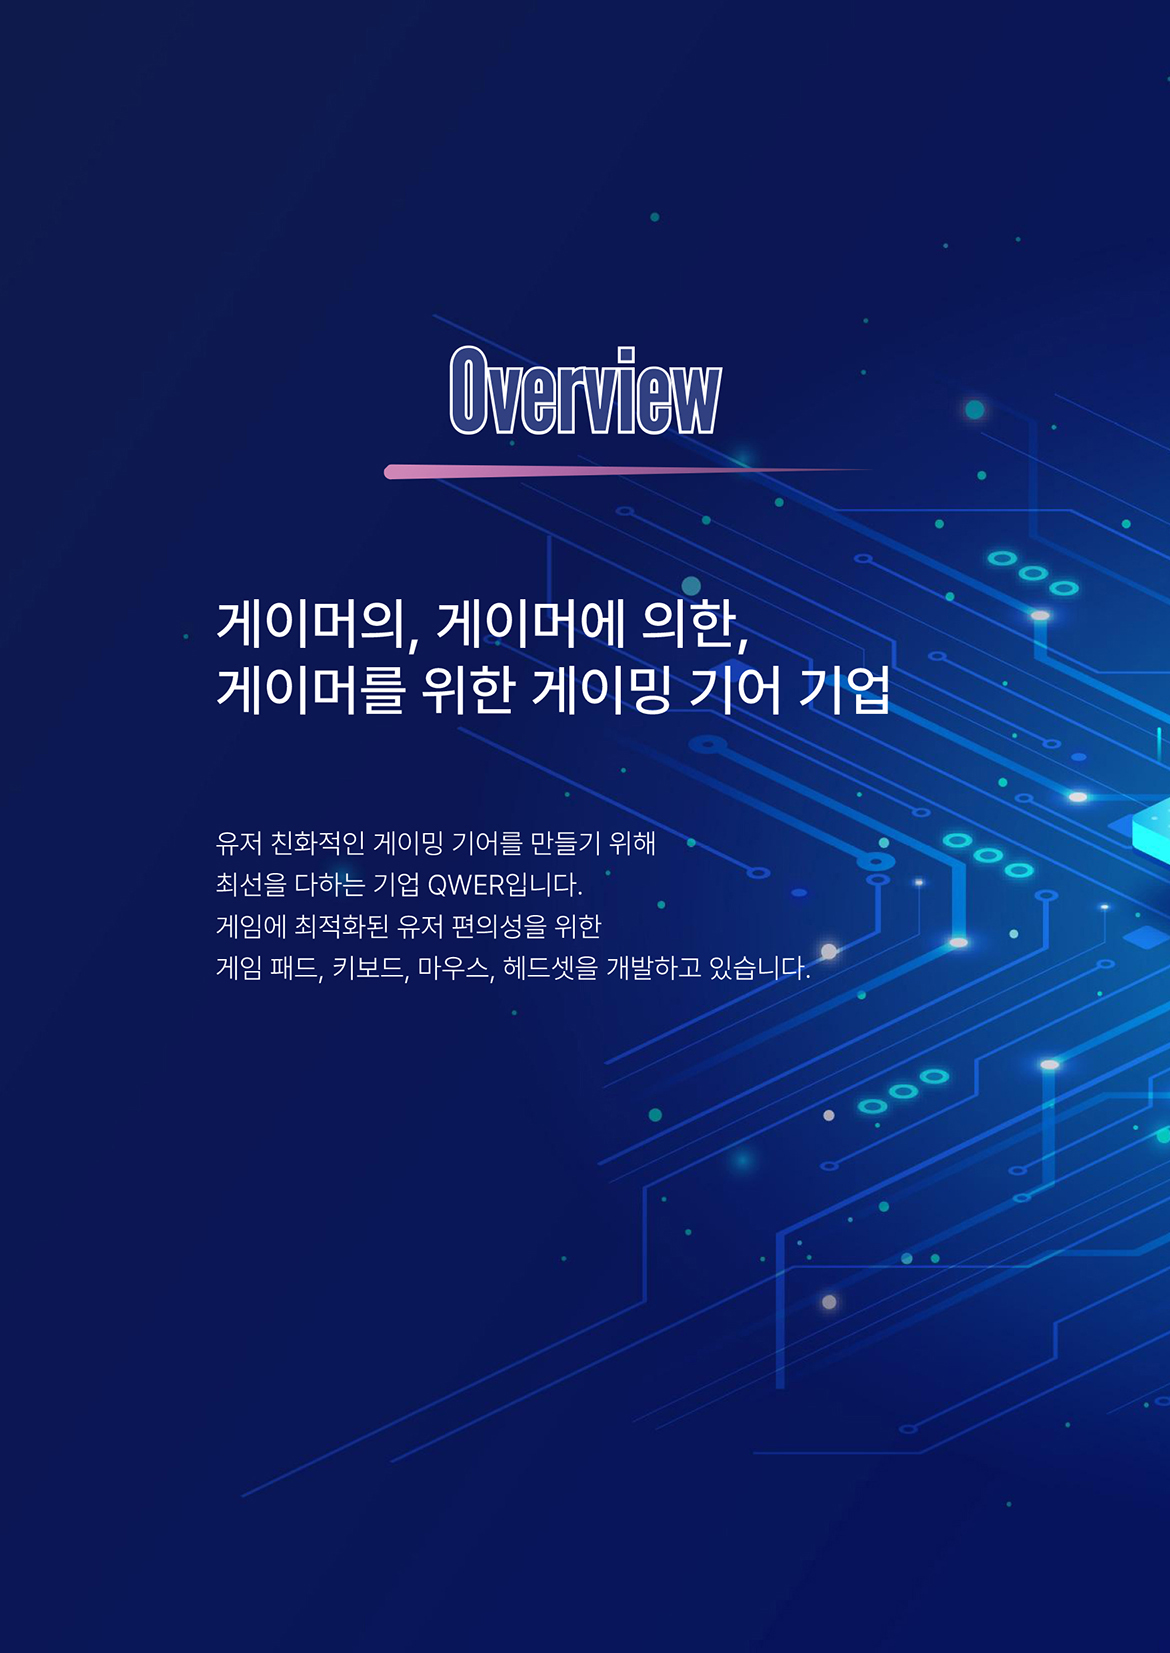 Overview
게이머의, 게이머에 의한,
게이머를 위한 게이밍 기어 기업
유저 친화적인 게이밍 기어를 만들기 위해
최선을 다하는 기업 QWER입니다.
게임에 최적화된 유저 편의성을 위한
게임 패드, 키보드, 마우스, 헤드셋을 개발하고 있습니다.